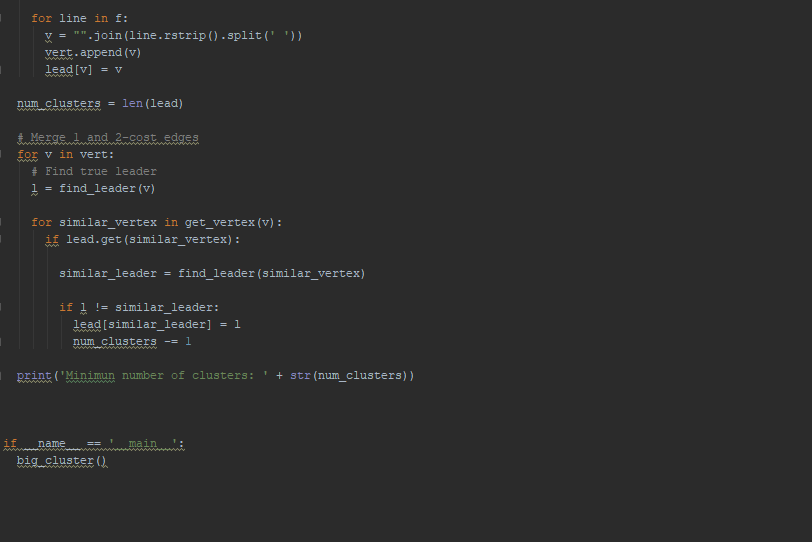 for line in f:
v = "".join(line.rstrip().split(' '))
vert.append(v)
lead[v] = v
num_clusters = len(lead)
# Merge 1 and 2-cost edges
for v in vert:
# Find true leader
l = find_leader(v)
for similar_vertex in get_vertex(v):
if lead.get(similar_vertex):
similar_leader = find_leader(similar_vertex)
if l != similar_leader:
lead[similar_leader] = l
num_clusters -= 1
print('Minimun number of clusters: ' + str(num_clusters))
if __name__ == '__main__':
big_cluster()